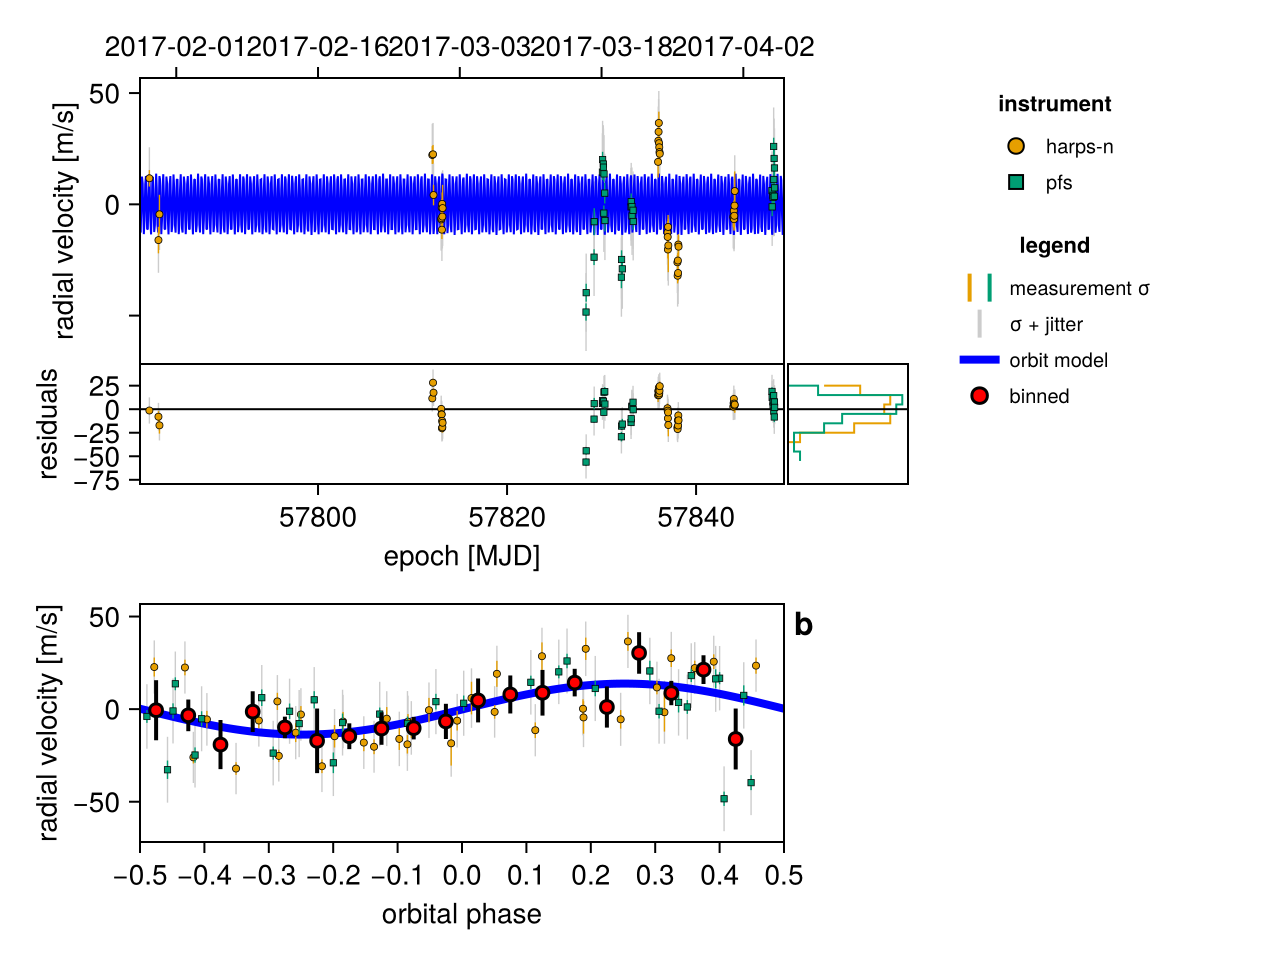 2017-02-01 2017-02-16 2017-03-03 2017-03-18 2017-04-02
50
0
radial velocity [m/s]
25
0
−25
−50
−75
residuals
57800 57820 57840
epoch [MJD]
instrument
harps-n
pfs
legend
measurement σ
σ + jitter
orbit model
binned
50
0
−50
radial velocity [m/s]
b
−0.5 −0.4 −0.3 −0.2 −0.1 0.0 0.1 0.2 0.3 0.4 0.5
orbital phase